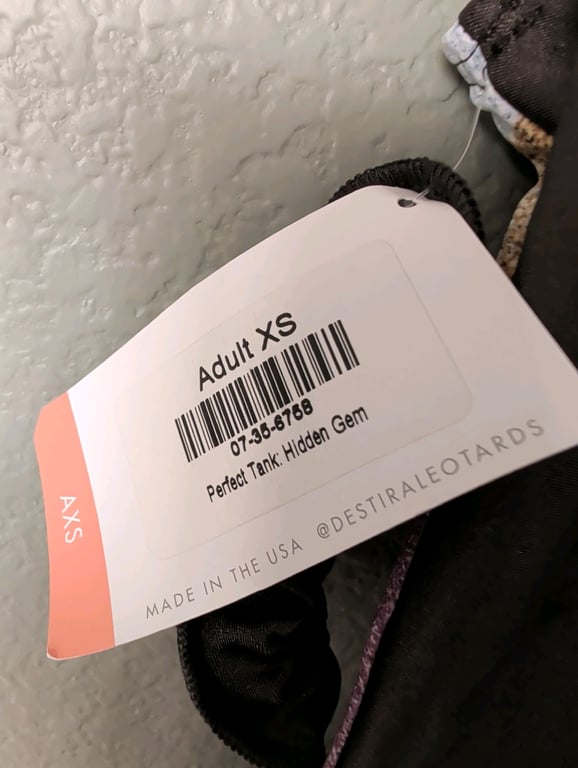 Adult XS
07-35-6758
Perfect Tank: Hidden Gem
AXS
MADE IN THE USA @DESTIRALEOTARDS